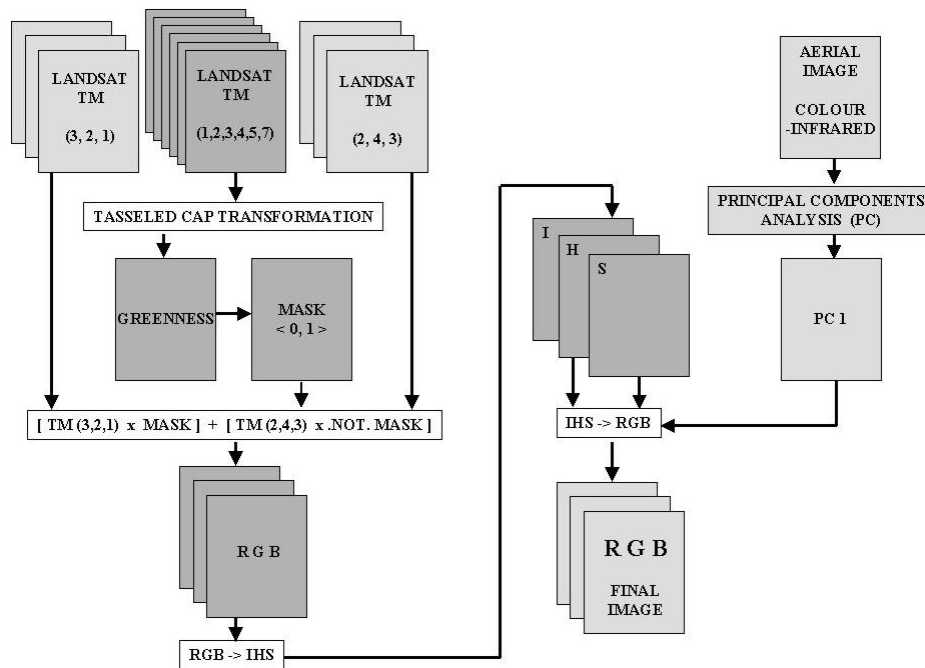 LANDSAT
TM
(3, 2, 1)
LANDSAT
TM
(1,2,3,4,5,7)
LANDSAT
TM
(2, 4, 3)
AERIAL
IMAGE
COLOUR
-INFRARED
TASSELED CAP TRANSFORMATION
PRINCIPAL COMPONENTS
ANALYSIS (PC)
GREENNESS
MASK
< 0, 1 >
I
H
S
PC 1
[ TM (3,2,1) x MASK ] + [ TM (2,4,3) x .NOT. MASK ]
IHS -> RGB
R G B
RGB -> IHS
R G B
FINAL
IMAGE